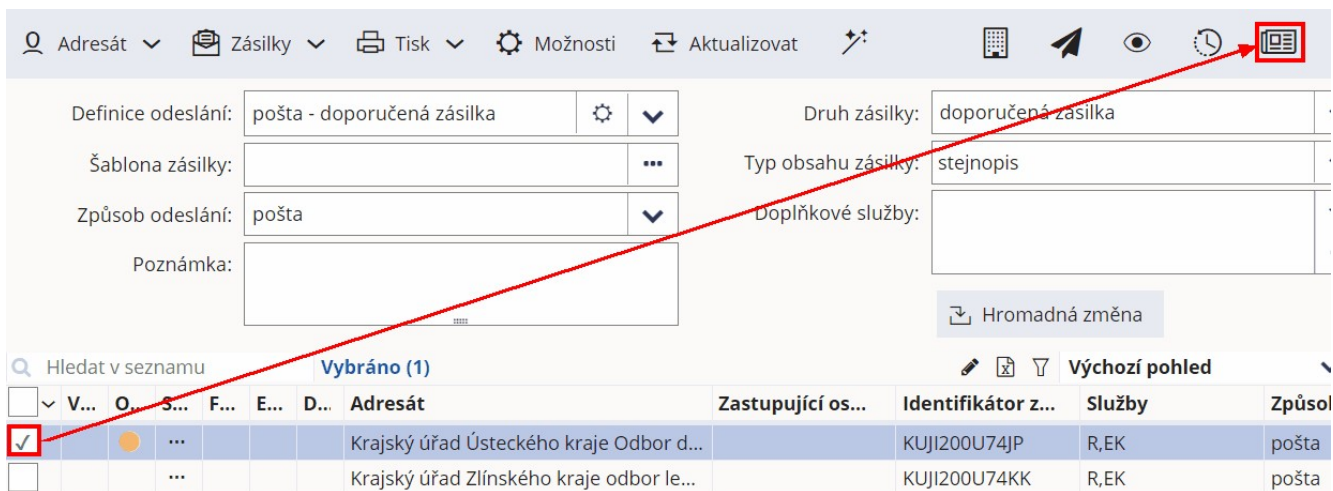 Adresát Zásilky Tisk Možnosti Aktualizovat
Definice odeslání: pošta - doporučená zásilka Druh zásilky: doporučená zásilka
Šablona zásilky: Typ obsahu zásilky: stejnopis
Způsob odeslání: pošta Doplňkové služby:
Poznámka:
Hromadná změna
Hledat v seznamu Vybráno (1) Výchozí pohled
V... O... S... F... E... D... Adresát Zastupující os... Identifikátor z... Služby Způsol
Krajský úřad Ústeckého kraje Odbor d... KUJI200U74JP R,EK pošta
Krajský úřad Zlínského kraje odbor le... KUJI200U74KK R,EK pošta